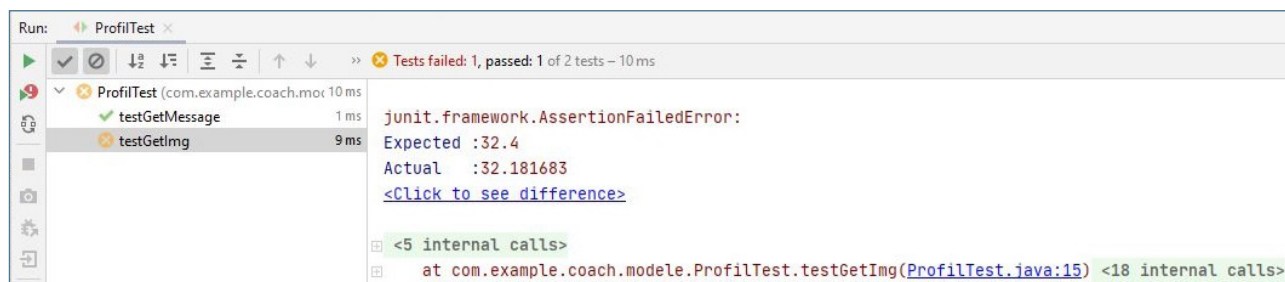 Run: ProfilTest
Tests failed: 1, passed: 1 of 2 tests – 10 ms
ProfilTest (com.example.coach.mod 10 ms
testGetMessage 1 ms
testGetImg 9 ms
junit.framework.AssertionFailedError:
Expected :32.4
Actual :32.181683
<Click to see difference>
<5 internal calls>
at com.example.coach.modele.ProfilTest.testGetImg(ProfilTest.java:15) <18 internal calls>